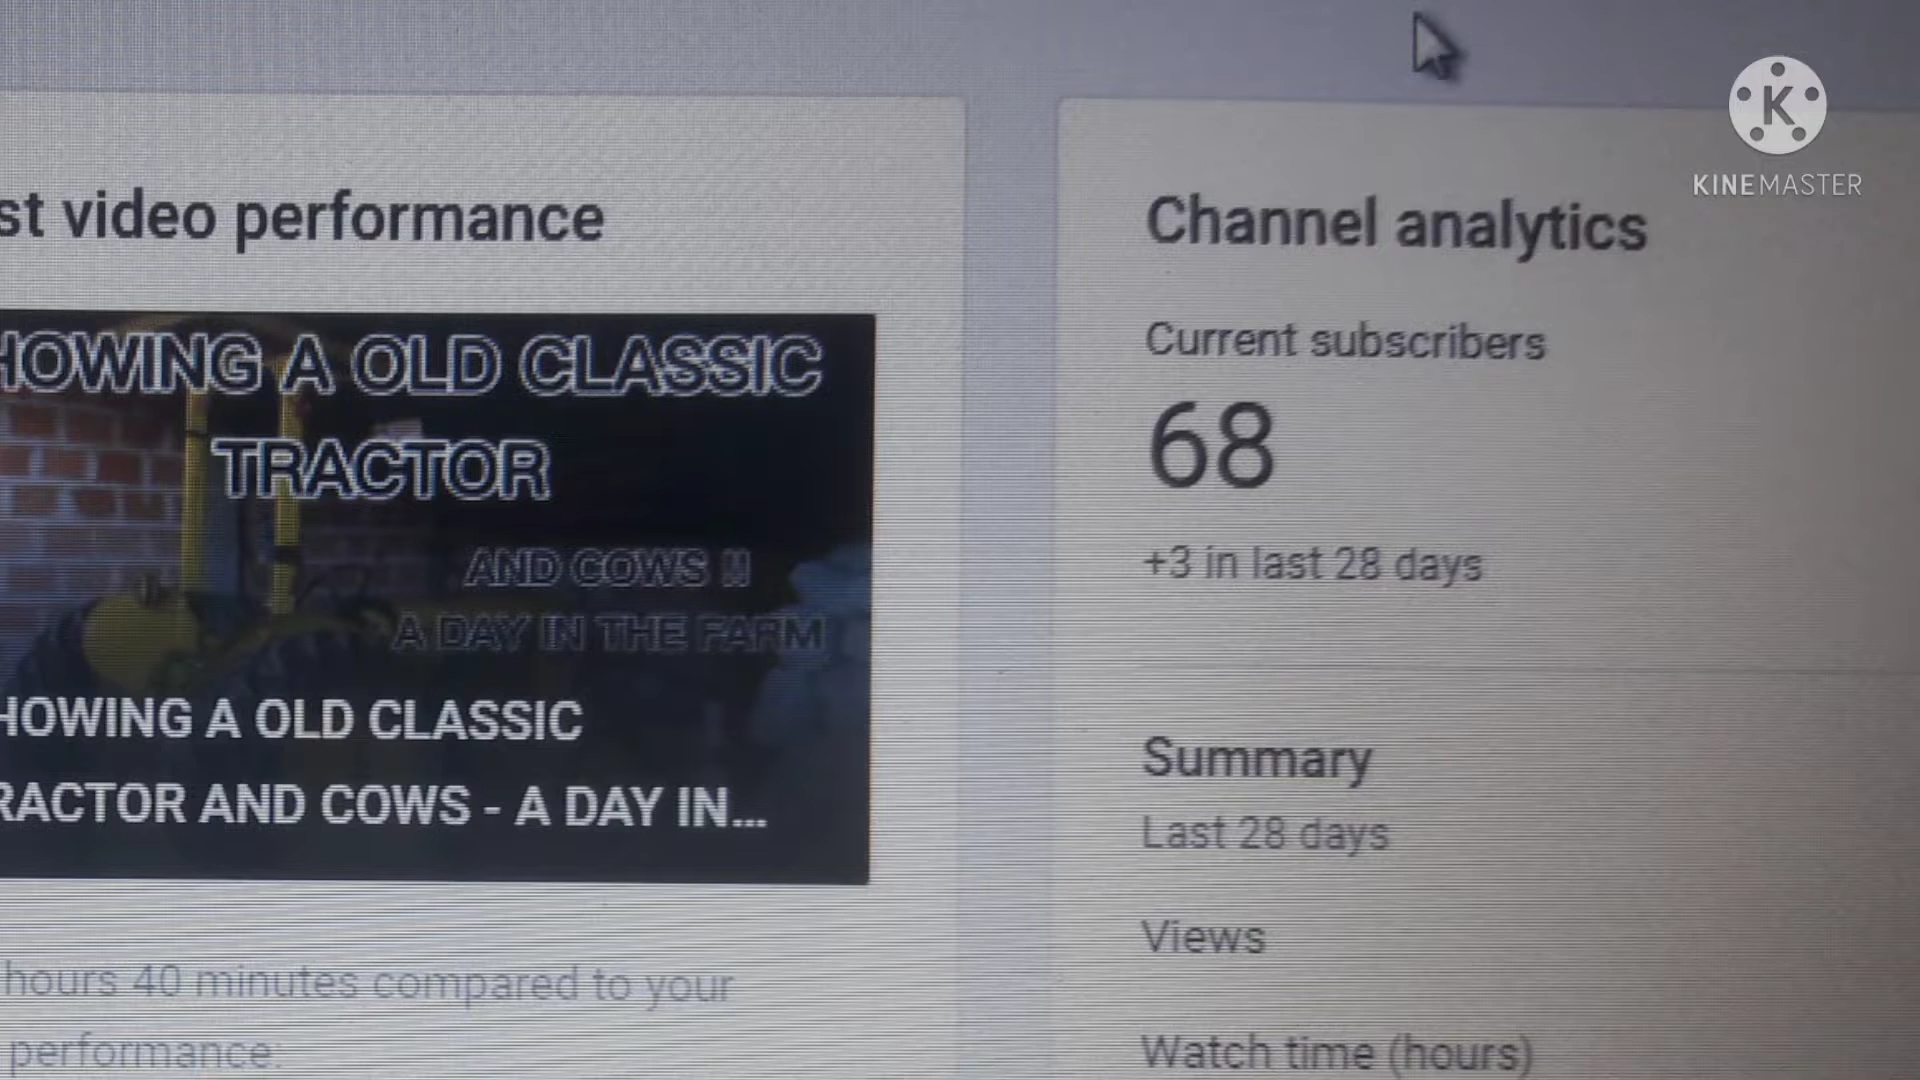 st video performance
HOWING A OLD CLASSIC
TRACTOR
AND COWS !!
A DAY IN THE FARM
HOWING A OLD CLASSIC
RACTOR AND COWS - A DAY IN...
hours 40 minutes compared to your
performance:
Channel analytics
Current subscribers
68
+3 in last 28 days
Summary
Last 28 days
Views
Watch time (hours)
K
KINEMASTER